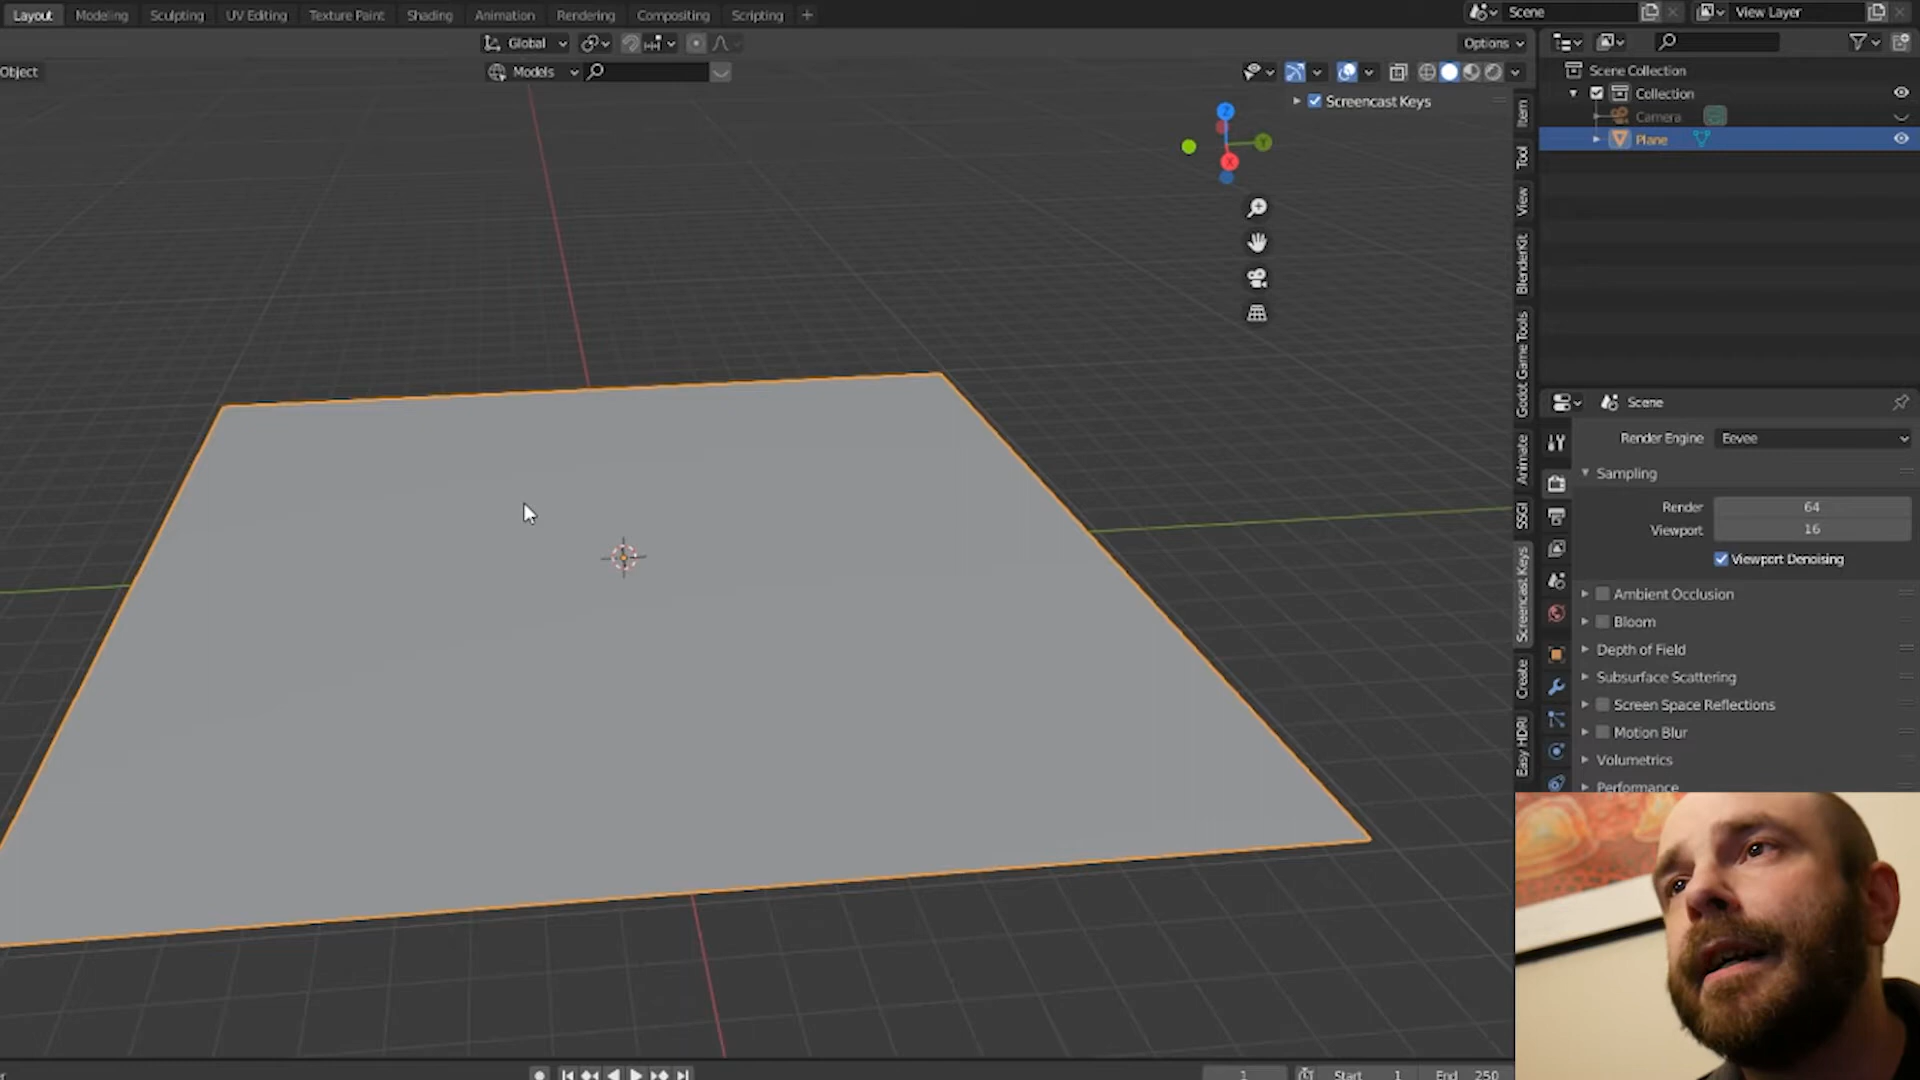 Layout Modeling Sculpting UV Editing Texture Paint Shading Animation Rendering Compositing Scripting +
Scene
View Layer
Global
Options
Object
Models
Screencast Keys
Scene Collection
Collection
Camera
Plane
Z
Y
X
Item
Tool
View
BlenderKit
Godot Game Tools
Animate
SSGI
Screencast Keys
Create
Easy HDRI
Scene
Render Engine Eevee
Sampling
Render 64
Viewport 16
Viewport Denoising
Ambient Occlusion
Bloom
Depth of Field
Subsurface Scattering
Screen Space Reflections
Motion Blur
Volumetrics
Performance
1 Start 1 End 250